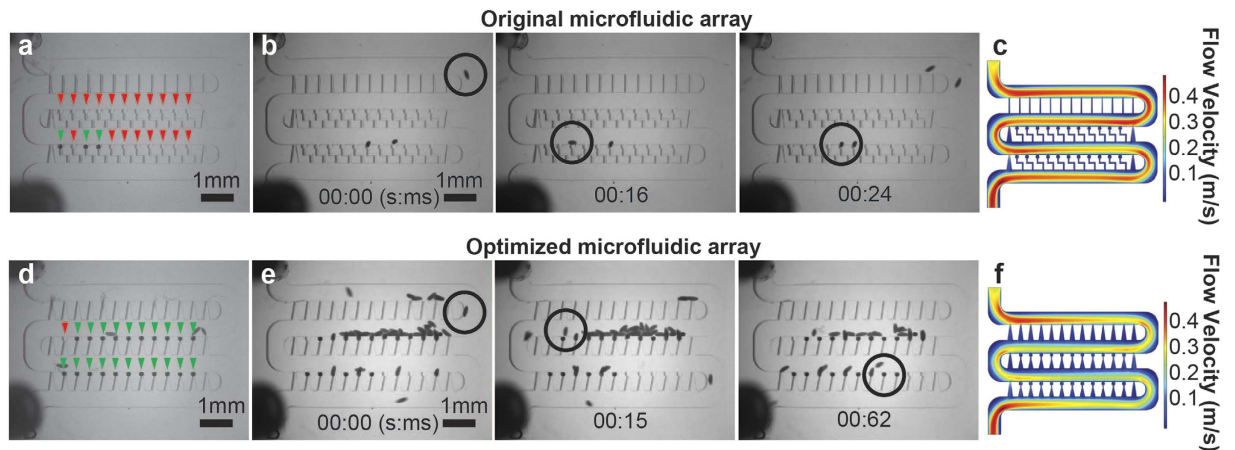 Original microfluidic array
a
1mm
b
00:00 (s:ms)
1mm
00:16
00:24
c
0.4
0.3
0.2
0.1
Flow Velocity (m/s)
Optimized microfluidic array
d
1mm
e
00:00 (s:ms)
1mm
00:15
00:62
f
0.4
0.3
0.2
0.1
Flow Velocity (m/s)